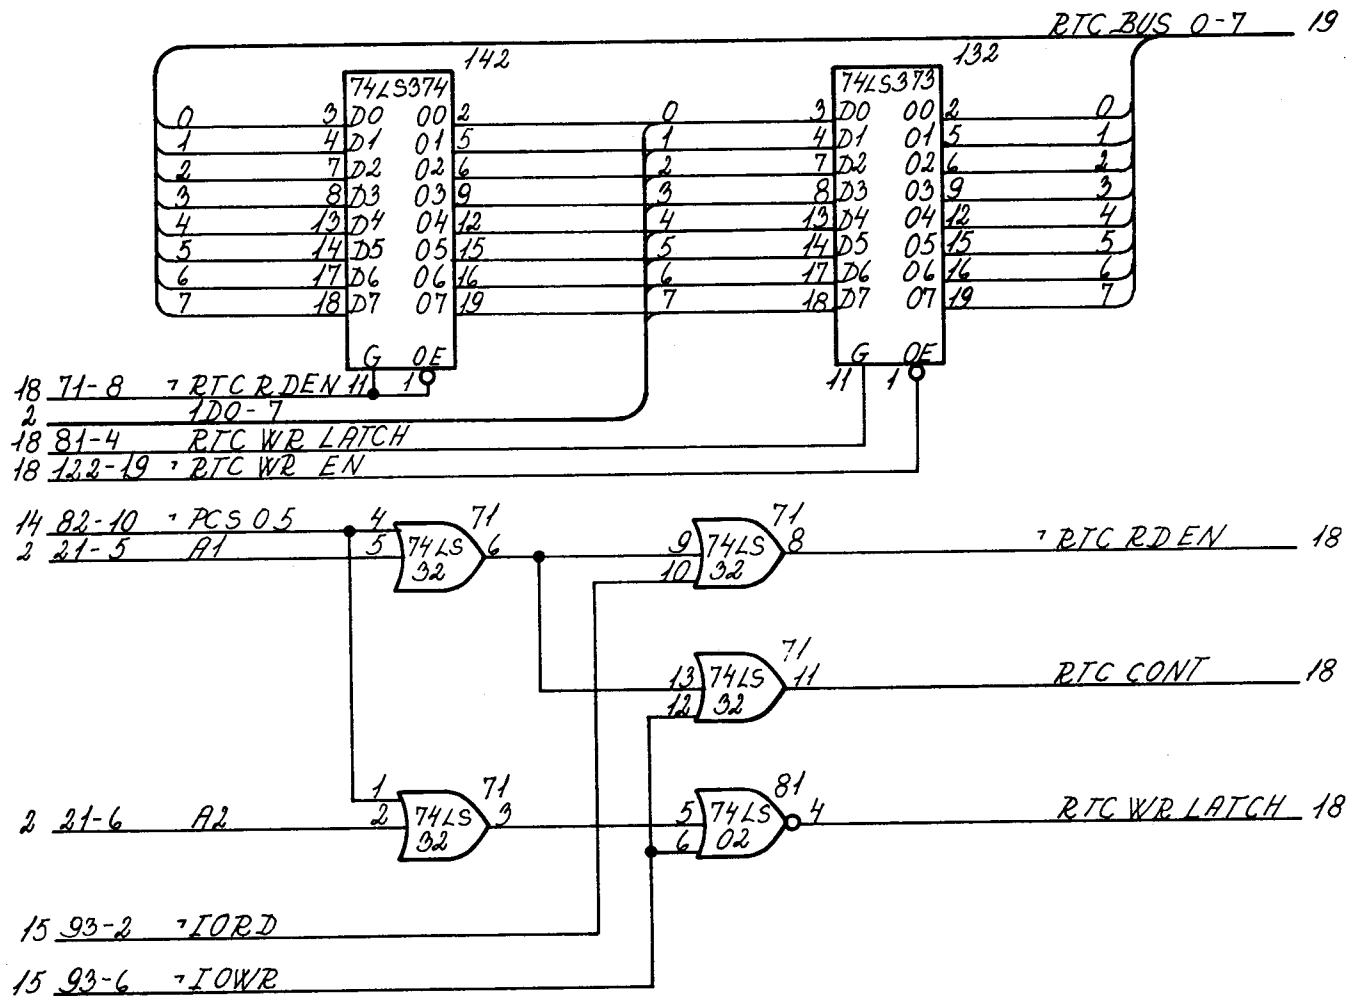 RTC BUS 0-7 19
142 132
74LS374 74LS373
0 3 D0 O0 2 0 3 D0 O0 2 0
1 4 D1 O1 5 1 4 D1 O1 5 1
2 7 D2 O2 6 2 7 D2 O2 6 2
3 8 D3 O3 9 3 8 D3 O3 9 3
4 13 D4 O4 12 4 13 D4 O4 12 4
5 14 D5 O5 15 5 14 D5 O5 15 5
6 17 D6 O6 16 6 17 D6 O6 16 6
7 18 D7 O7 19 7 18 D7 O7 19 7
G OE G OE
18 71-8 ¬RTC RDEN 11 1 11 1
2 1D0-7
18 81-4 RTC WR LATCH
18 122-19 ¬RTC WR EN
14 82-10 ¬PCS 05 4 71 71
2 21-5 A1 5 74LS 6 9 74LS 8 ¬RTC RDEN 18
32 10 32
71
13 74LS 11 RTC CONT 18
12 32
1 71 81
2 21-6 A2 2 74LS 3 5 74LS 4 RTC WR LATCH 18
32 6 02
15 93-2 ¬IORD
15 93-6 ¬IOWR